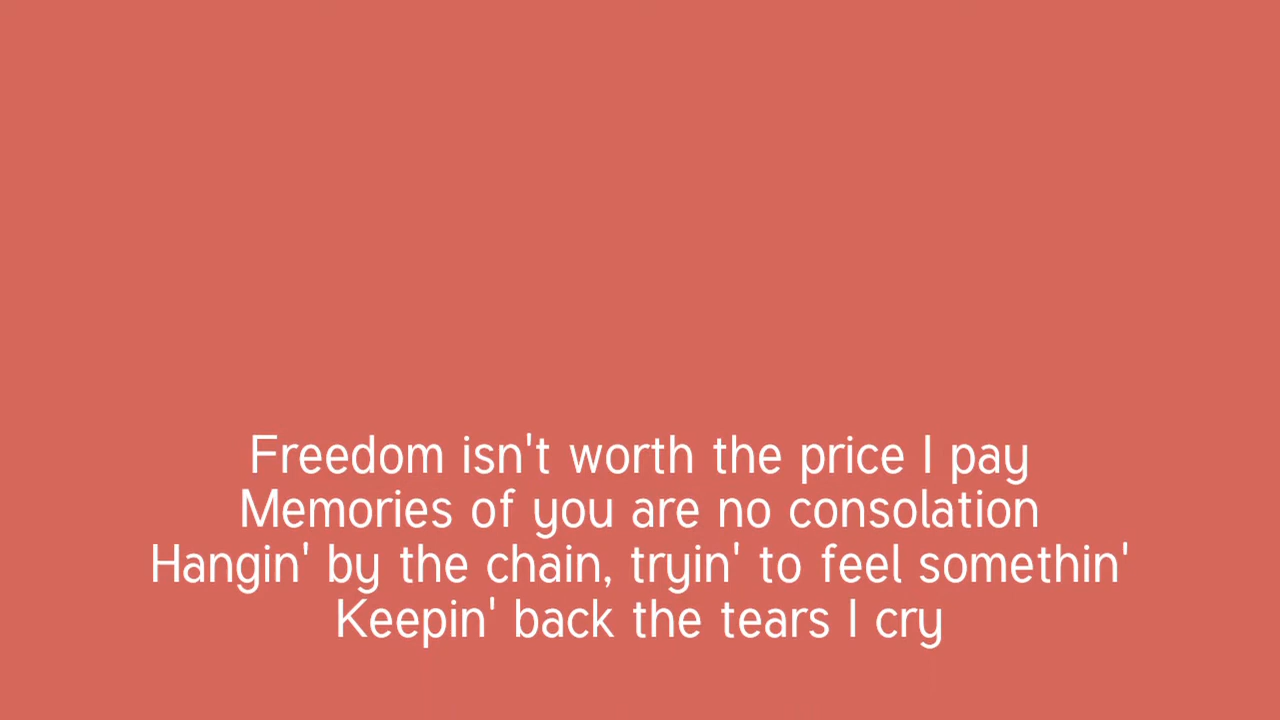 Freedom isn't worth the price I pay
Memories of you are no consolation
Hangin' by the chain, tryin' to feel somethin'
Keepin' back the tears I cry